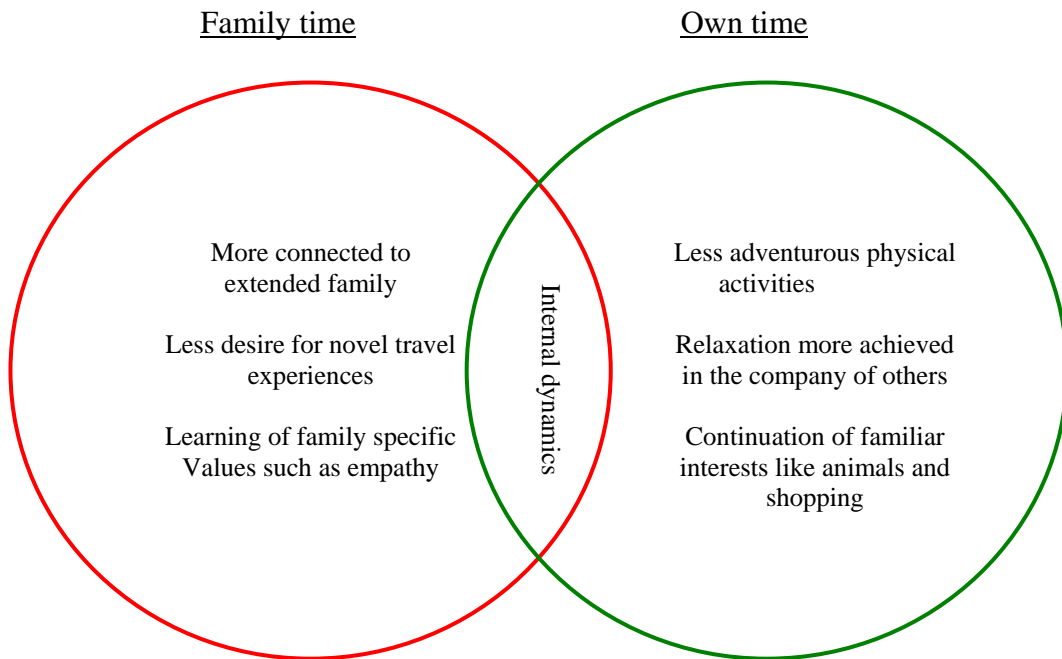 Family time
Own time
More connected to
extended family
Less desire for novel travel
experiences
Learning of family specific
Values such as empathy
Internal dynamics
Less adventurous physical
activities
Relaxation more achieved
in the company of others
Continuation of familiar
interests like animals and
shopping